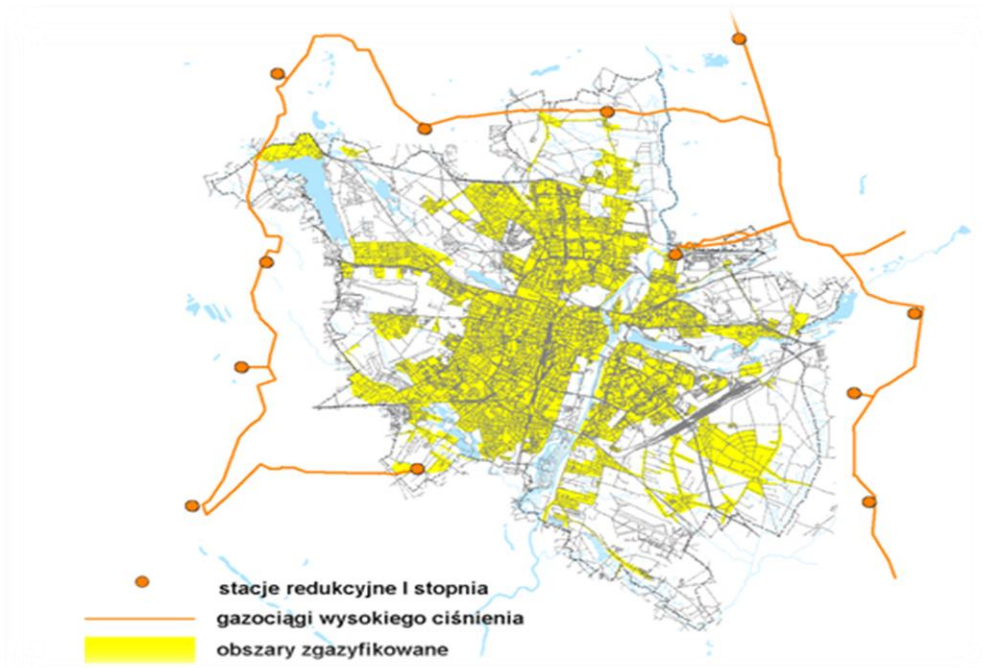 stacje redukcyjne I stopnia
gazociągi wysokiego ciśnienia
obszary zgazyfikowane